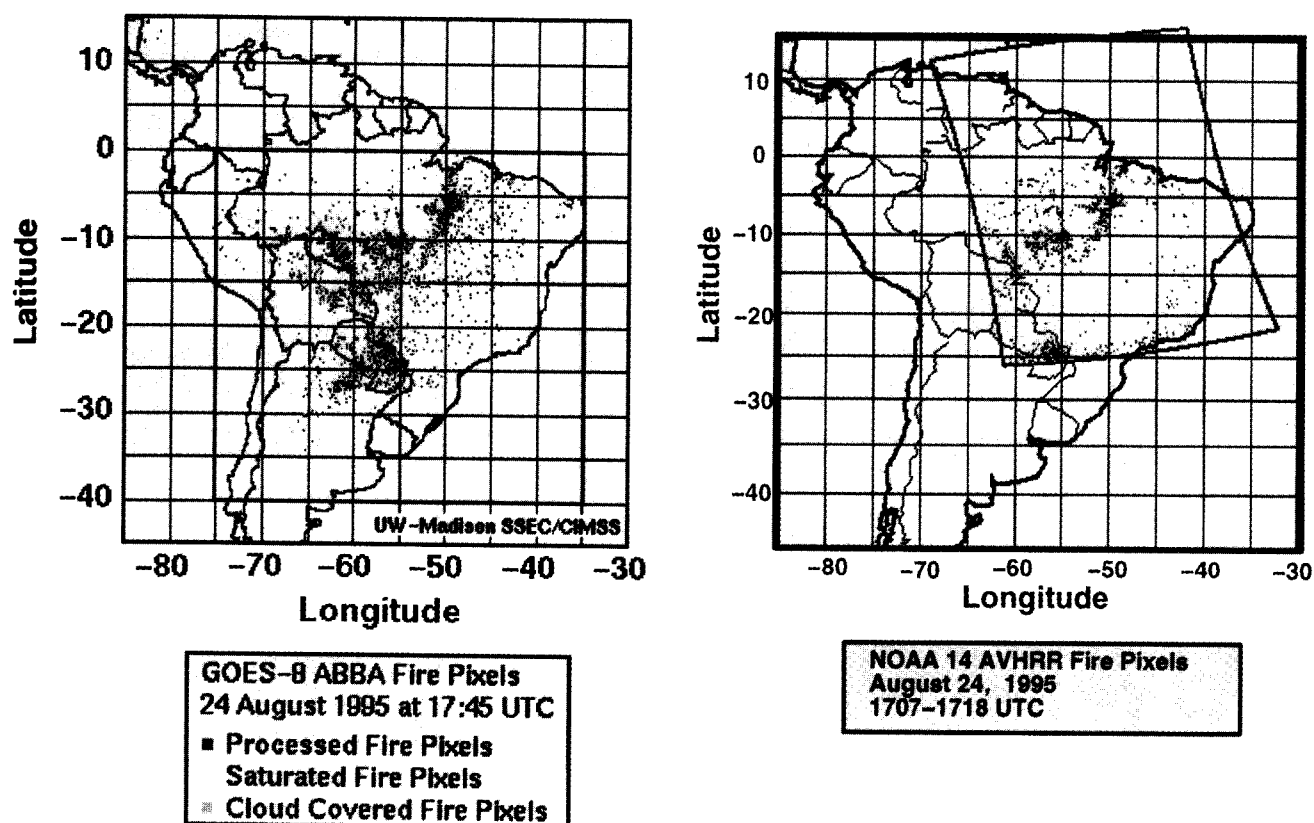 10
0
-10
-20
-30
-40
Latitude
UW-Madison SSEC/CIMSS
-80 -70 -60 -50 -40 -30
Longitude
GOES-8 ABBA Fire Pixels
24 August 1995 at 17:45 UTC
Processed Fire Pixels
Saturated Fire Pixels
Cloud Covered Fire Pixels
10
0
-10
-20
-30
-40
Latitude
-80 -70 -60 -50 -40 -30
Longitude
NOAA 14 AVHRR Fire Pixels
August 24, 1995
1707-1718 UTC